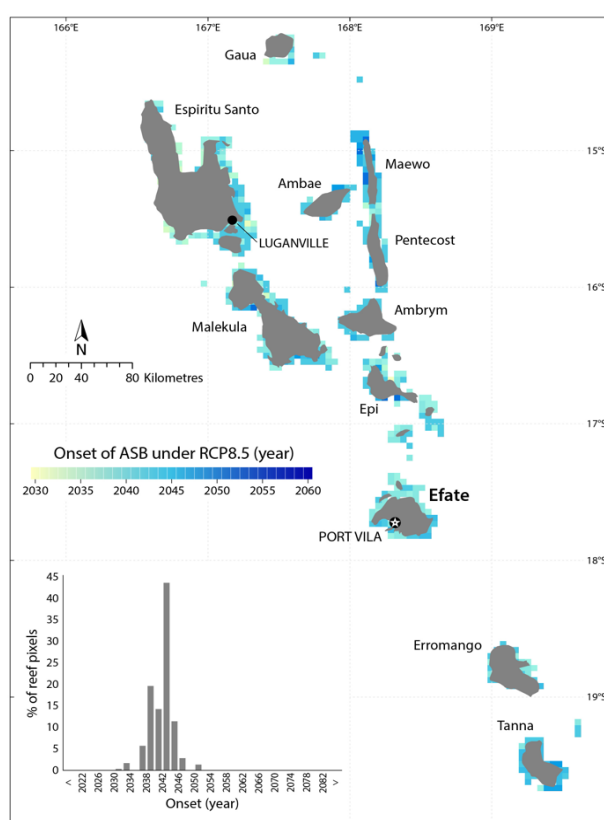 166°E 167°E 168°E 169°E
Gaua
Espiritu Santo
15°S
Maewo
Ambae
LUGANVILLE
Pentecost
16°S
Ambrym
Malekula
N
0 20 40 80 Kilometres
Epi
17°S
Onset of ASB under RCP8.5 (year)
2030 2035 2040 2045 2050 2055 2060
Efate
PORT VILA
18°S
45
40
35
30
25
20
15
10
5
0
% of reef pixels
< 2022 2030 2034 2038 2042 2046 2050 2054 2058 2062 2066 2070 2074 2078 2082 >
Onset (year)
Erromango
19°S
Tanna